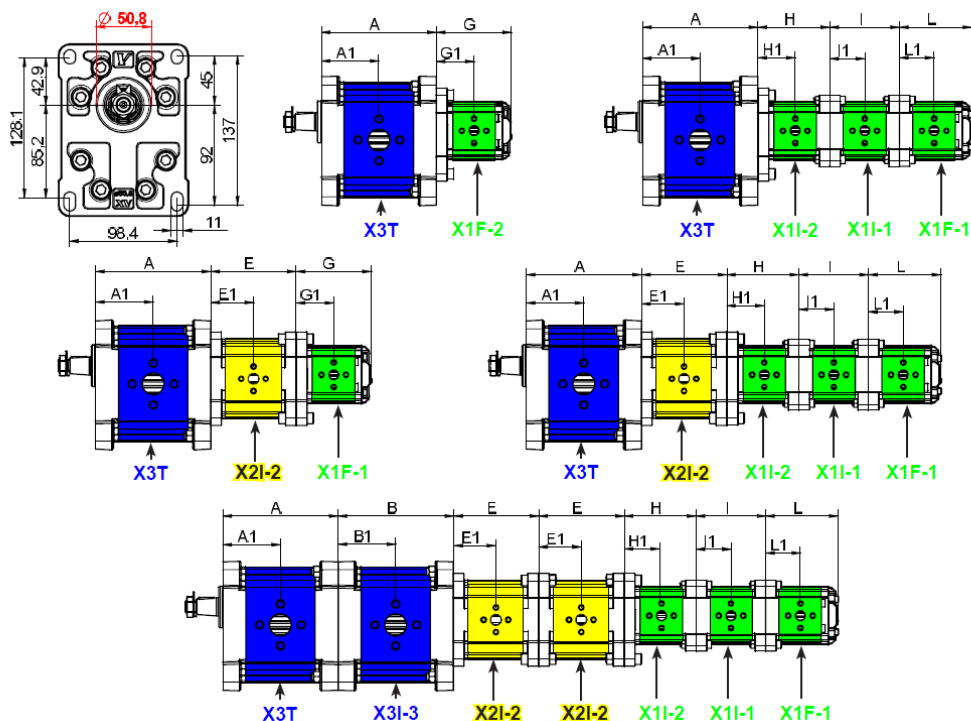 Ø 50,8
42.9
45
128.1
85,2
137
92
98,4
11
A G
A1 G1
X3T X1F-2
A H I L
A1 H1 J1 L1
X3T X1I-2 X1I-1 X1F-1
A E G
A1 E1 G1
X3T X2I-2 X1F-1
A E H I L
A1 E1 H1 J1 L1
X3T X2I-2 X1I-2 X1I-1 X1F-1
A B E E H I L
A1 B1 E1 E1 H1 J1 L1
X3T X3I-3 X2I-2 X2I-2 X1I-2 X1I-1 X1F-1